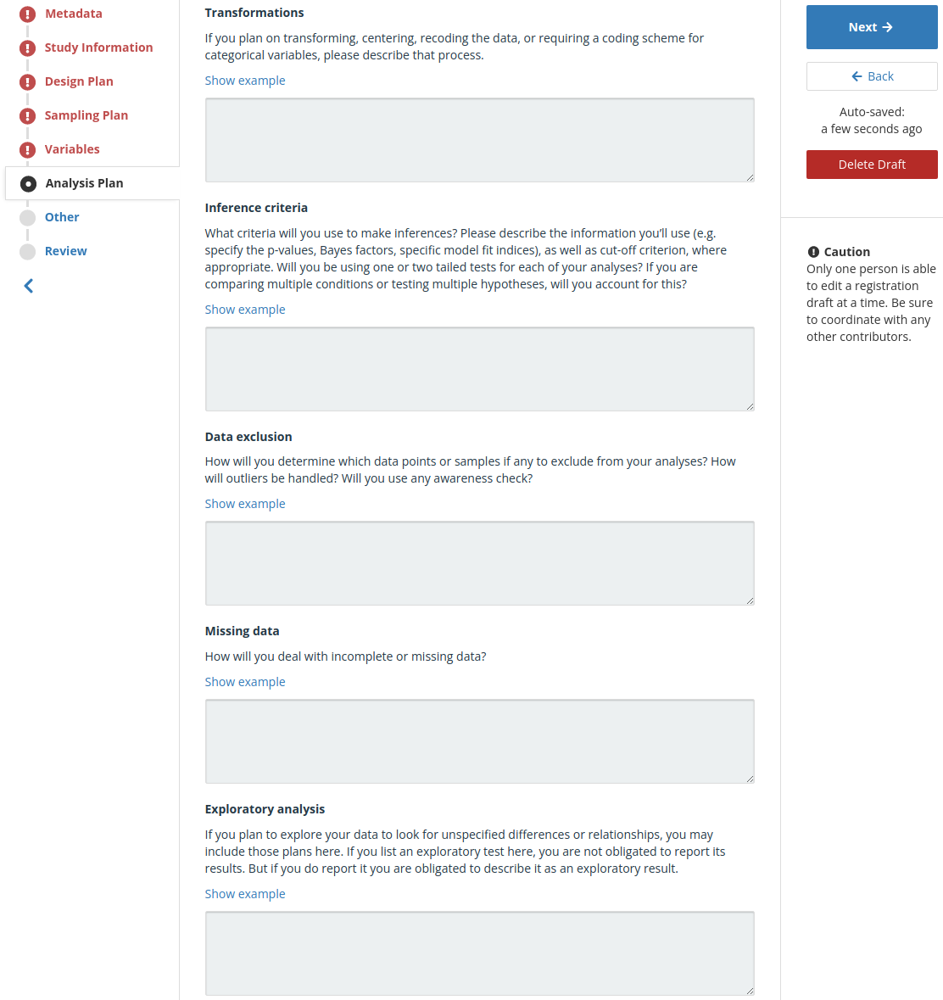 Metadata
Study Information
Design Plan
Sampling Plan
Variables
Analysis Plan
Other
Review
Transformations
If you plan on transforming, centering, recoding the data, or requiring a coding scheme for
categorical variables, please describe that process.
Show example
Inference criteria
What criteria will you use to make inferences? Please describe the information you’ll use (e.g.
specify the p-values, Bayes factors, specific model fit indices), as well as cut-off criterion, where
appropriate. Will you be using one or two tailed tests for each of your analyses? If you are
comparing multiple conditions or testing multiple hypotheses, will you account for this?
Show example
Data exclusion
How will you determine which data points or samples if any to exclude from your analyses? How
will outliers be handled? Will you use any awareness check?
Show example
Missing data
How will you deal with incomplete or missing data?
Show example
Exploratory analysis
If you plan to explore your data to look for unspecified differences or relationships, you may
include those plans here. If you list an exploratory test here, you are not obligated to report its
results. But if you do report it you are obligated to describe it as an exploratory result.
Show example
Next
Back
Auto-saved:
a few seconds ago
Delete Draft
Caution
Only one person is able
to edit a registration
draft at a time. Be sure
to coordinate with any
other contributors.